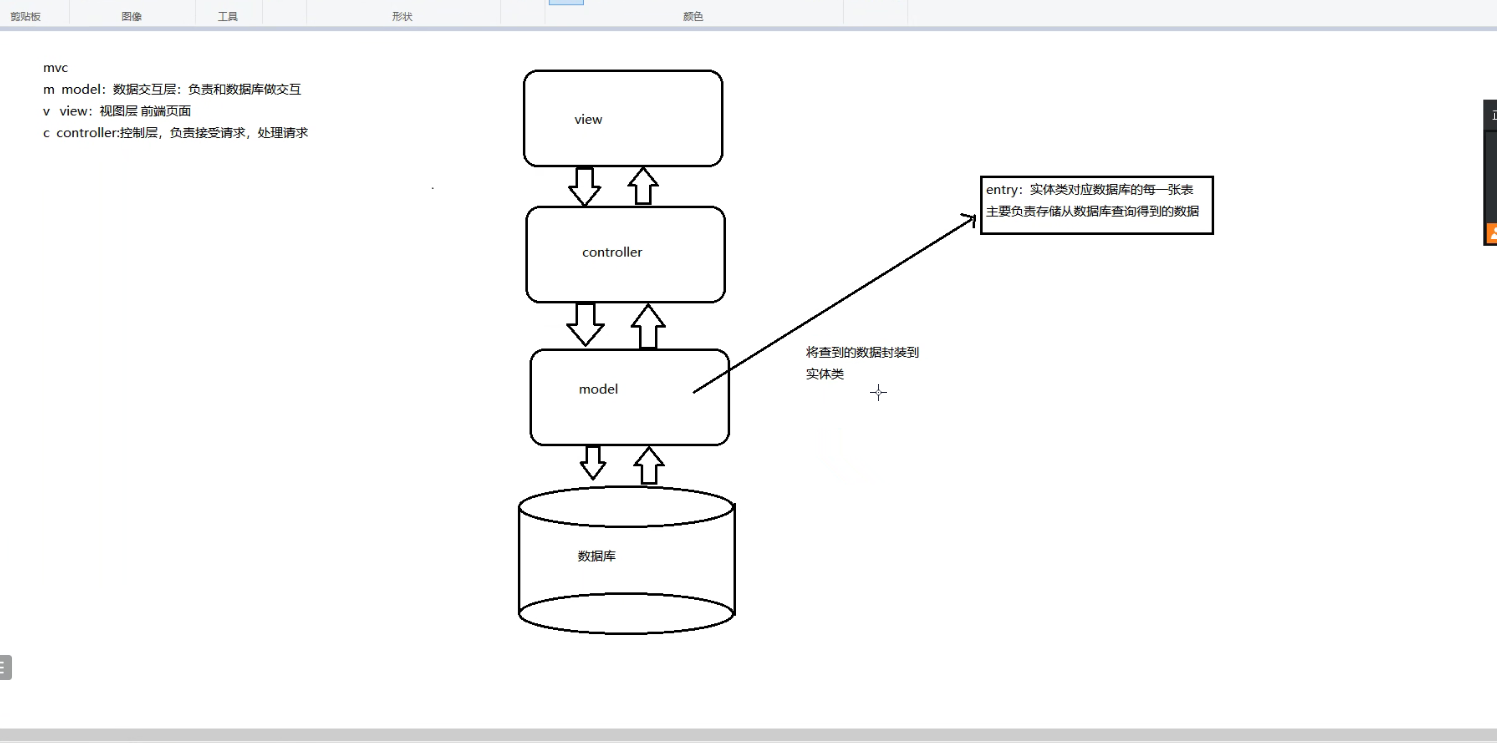 剪贴板
图像
工具
形状
颜色
mvc
m model：数据交互层：负责和数据库做交互
v view：视图层 前端页面
c controller:控制层，负责接受请求，处理请求
view
controller
model
数据库
entry：实体类对应数据库的每一张表
主要负责存储从数据库查询得到的数据
将查到的数据封装到
实体类